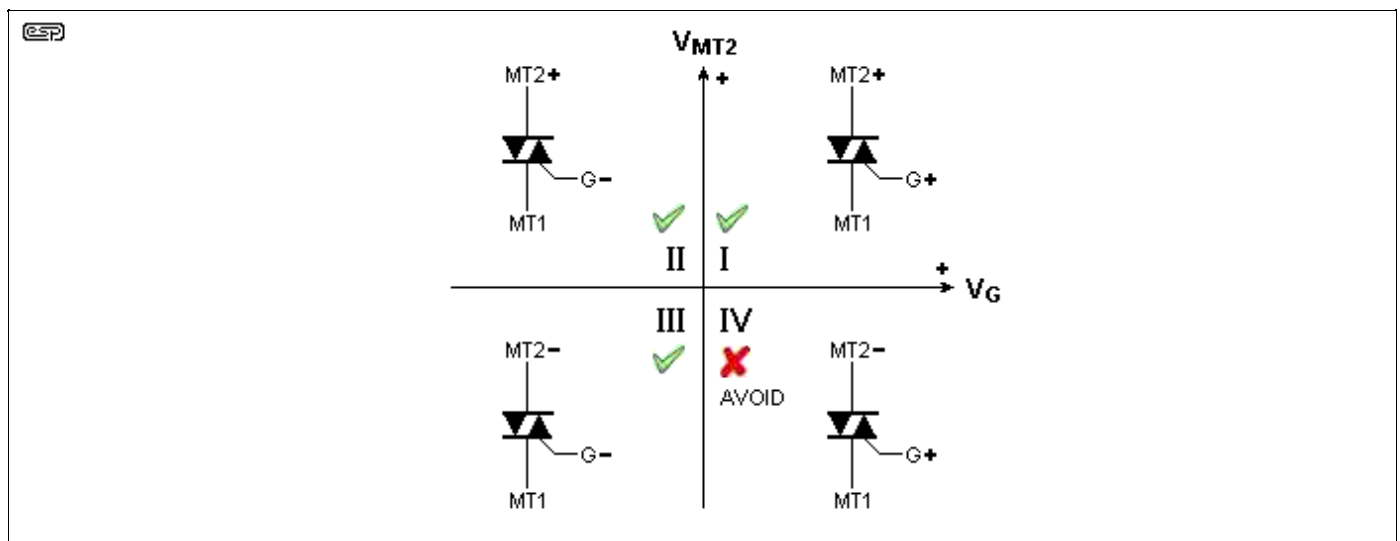 esp
VMT2
MT2+
+
MT2+
G-
G+
MT1
MT1
II
I
+
VG
III
IV
MT2-
MT2-
AVOID
G-
G+
MT1
MT1